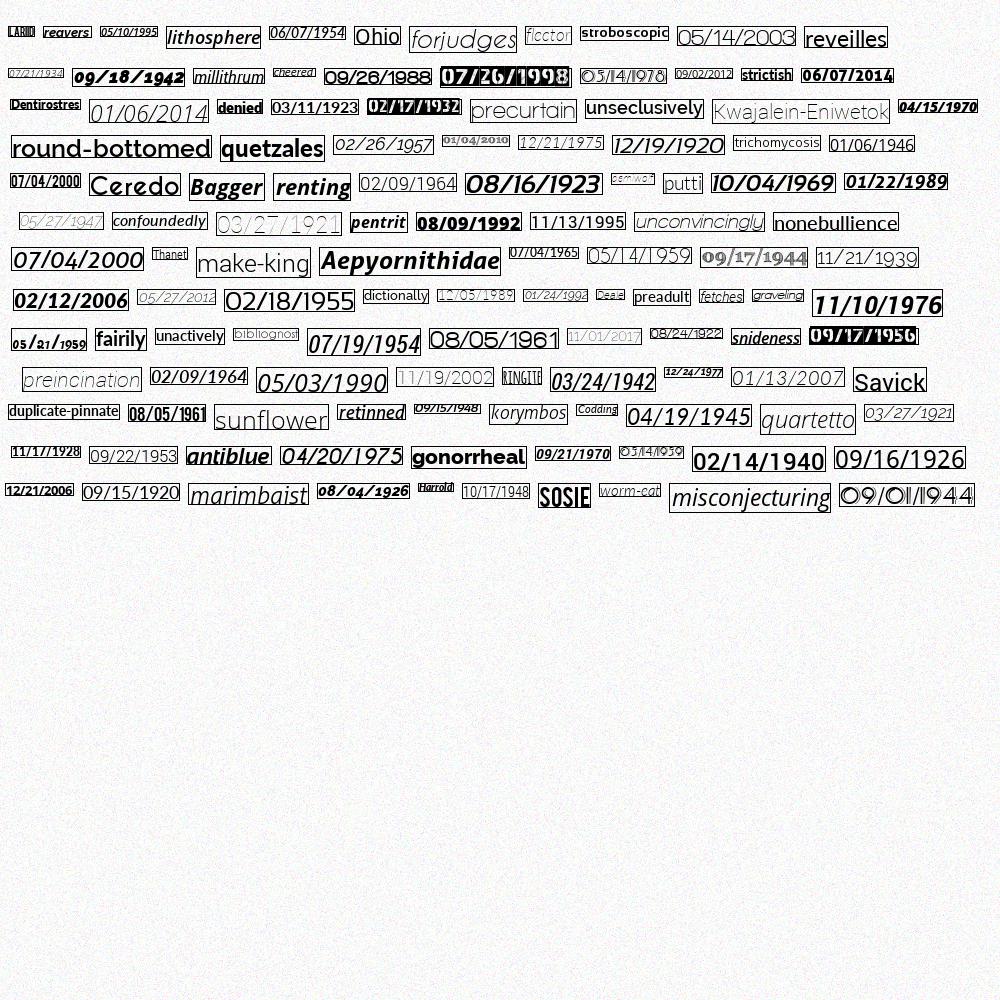 LARIID reavers 05/10/1995 lithosphere 06/07/1954 Ohio forjudges flector stroboscopic 05/14/2003 reveilles
07/21/1934 09/18/1942 millithrum cheered 09/26/1988 07/26/1998 05/14/1978 09/02/2012 strictish 06/07/2014
Dentirostres 01/06/2014 denied 03/11/1923 02/17/1932 precurtain unseclusively Kwajalein-Eniwetok 04/15/1970
round-bottomed quetzales 02/26/1957 01/04/2010 12/21/1975 12/19/1920 trichomycosis 01/06/1946
07/04/2000 Ceredo Bagger renting 02/09/1964 08/16/1923 putti 10/04/1969 01/22/1989
05/27/1947 confoundedly 03/27/1921 pentrit 08/09/1992 11/13/1995 unconvincingly nonebullience
07/04/2000 Thanet make-king Aepyornithidae 07/04/1965 05/14/1959 09/17/1944 11/21/1939
02/12/2006 05/27/2012 02/18/1955 dictionally 12/05/1989 01/24/1992 Deale preadult fetches graveling 11/10/1976
05/21/1959 fairily unactively bibliognost 07/19/1954 08/05/1961 11/01/2017 08/24/1922 snideness 09/17/1956
preincination 02/09/1964 05/03/1990 11/19/2002 RINGITE 03/24/1942 12/24/1977 01/13/2007 Savick
duplicate-pinnate 08/05/1961 sunflower retinned 09/15/1948 korymbos Codding 04/19/1945 quartetto 03/27/1921
11/17/1928 09/22/1953 antiblue 04/20/1975 gonorrheal 09/21/1970 05/14/1959 02/14/1940 09/16/1926
12/21/2006 09/15/1920 marimbaist 08/04/1926 Harrold 10/17/1948 SOSIE worm-cat misconjecturing 09/01/1944